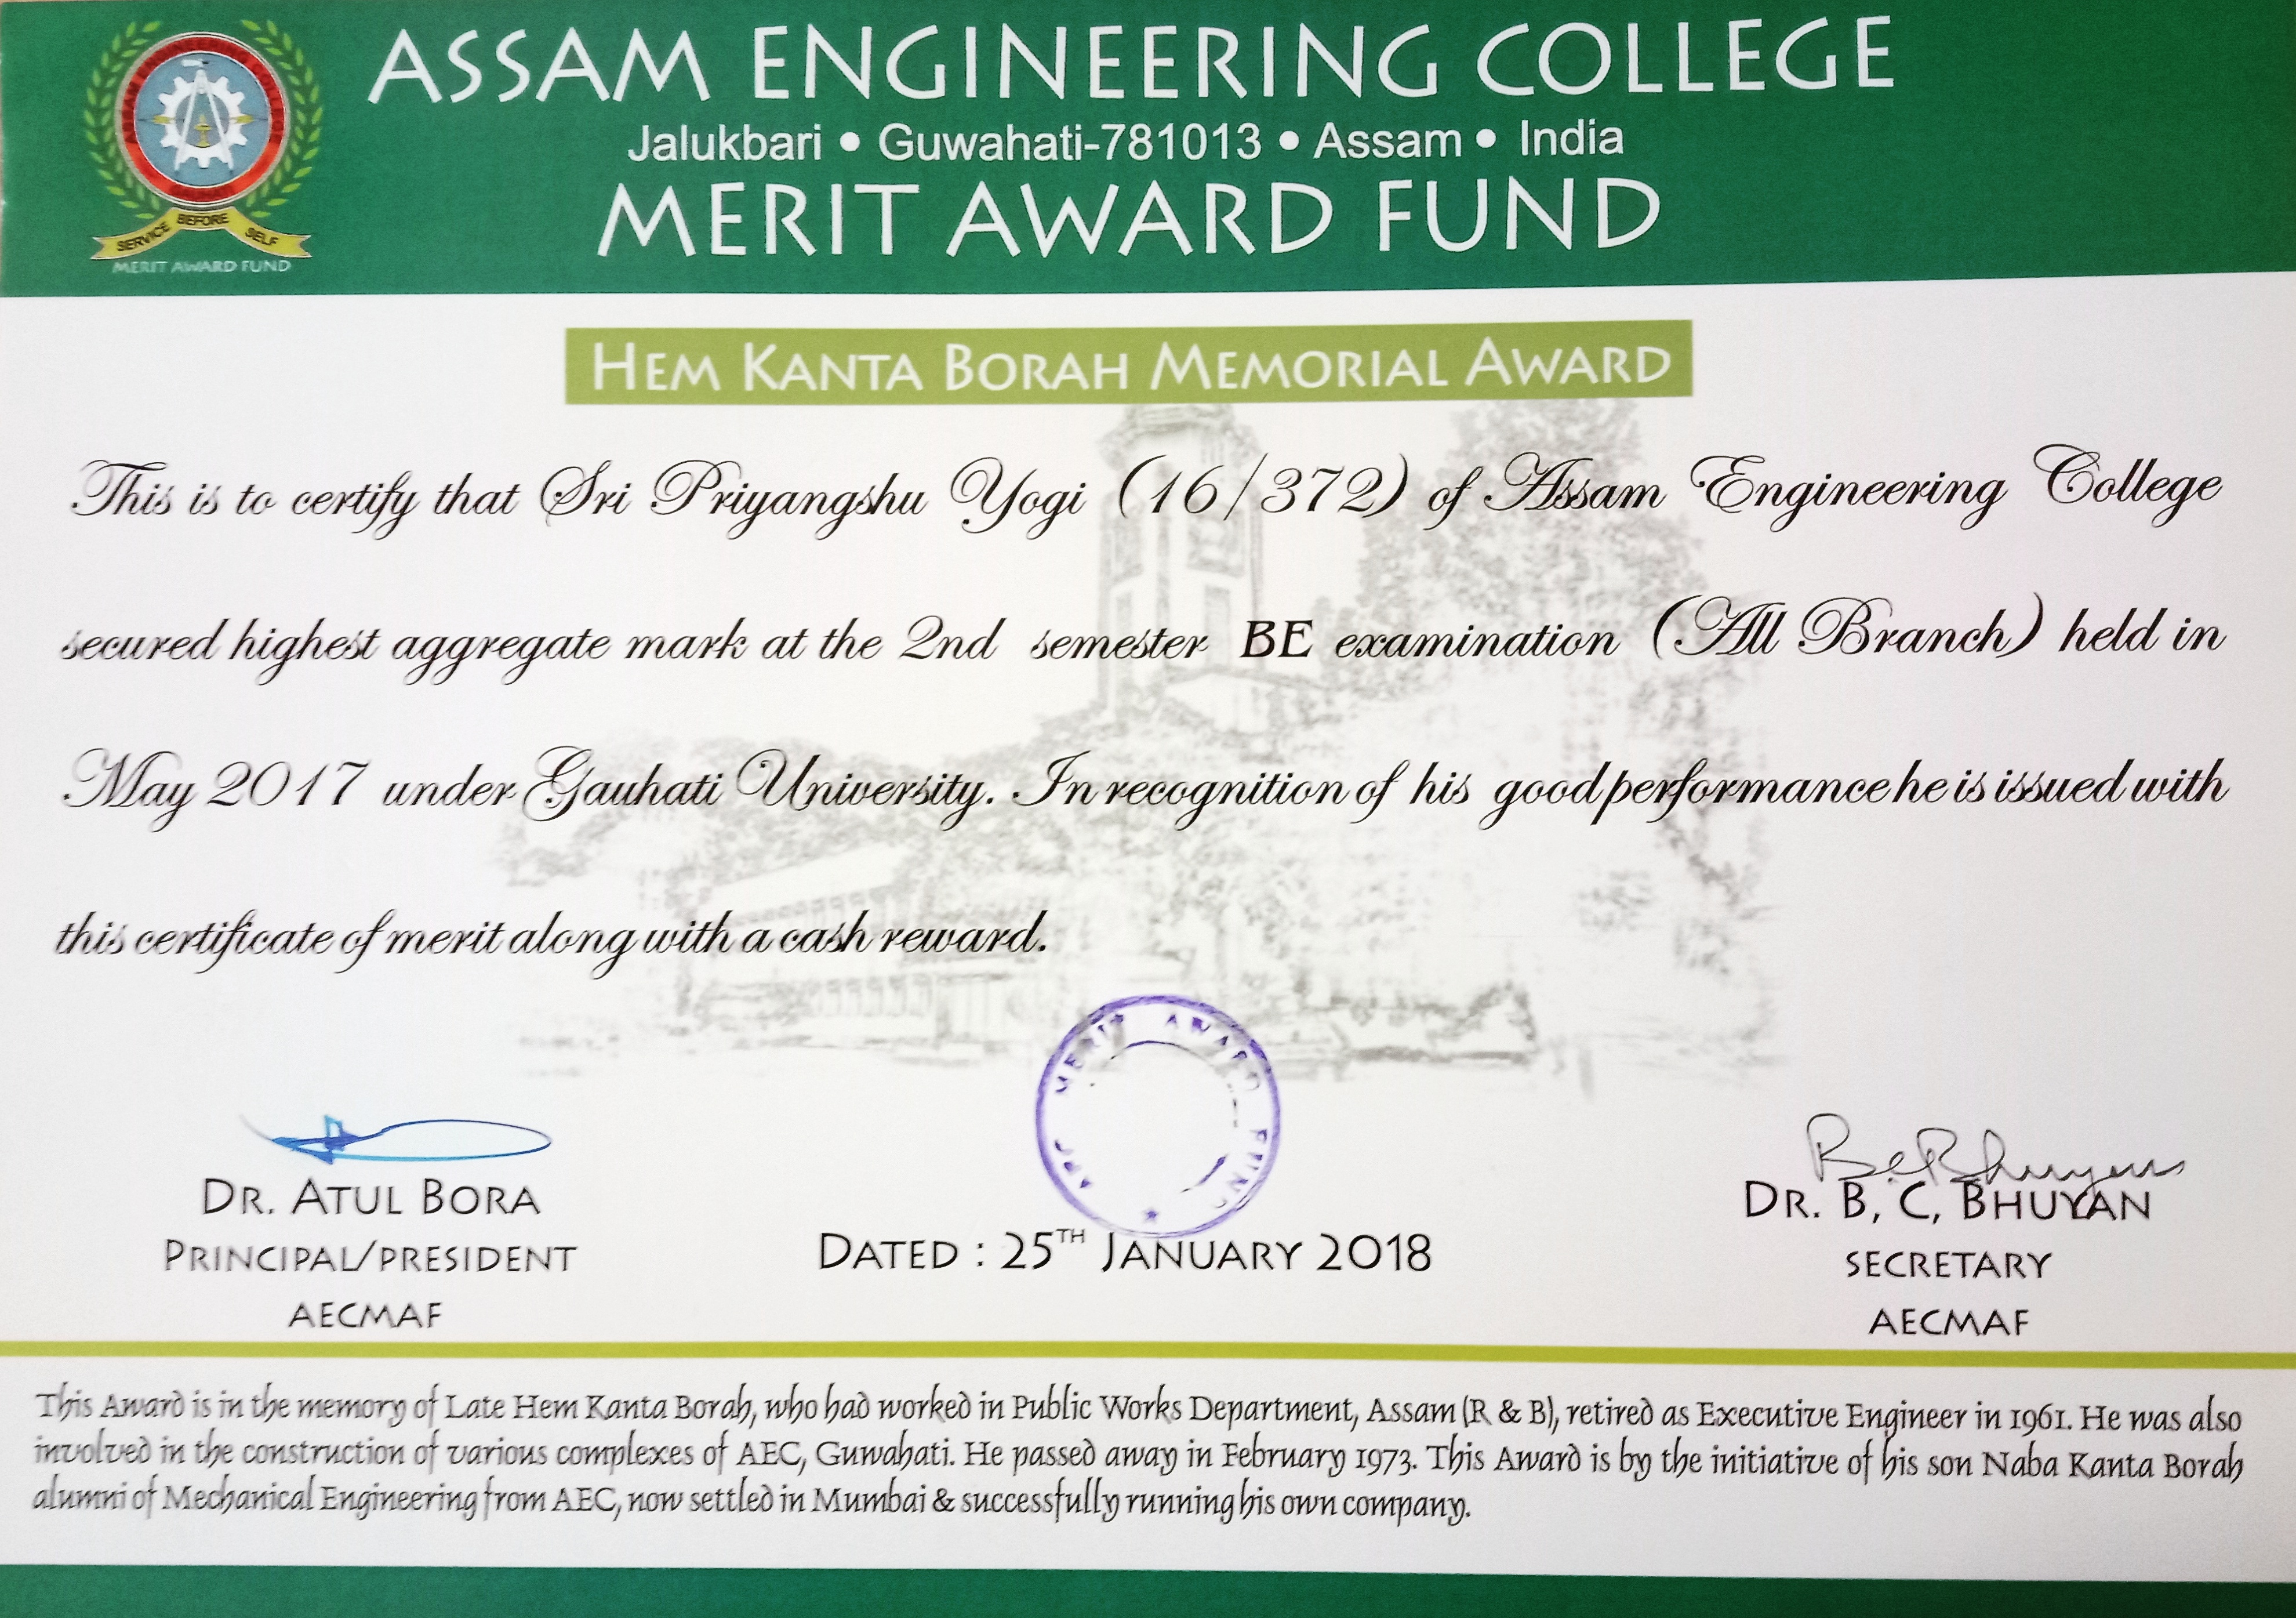 ASSAM ENGINEERING COLLEGE
Jalukbari • Guwahati-781013 • Assam • India
MERIT AWARD FUND
SERVICE BEFORE SELF
MERIT AWARD FUND
HEM KANTA BORAH MEMORIAL AWARD
This is to certify that Sri Priyangshu Yogi (16/372) of Assam Engineering College
secured highest aggregate mark at the 2nd semester BE examination (All Branch) held in
May 2017 under Gauhati University. In recognition of his good performance he is issued with
this certificate of merit along with a cash reward.
MERIT AWARD FUND
B.C. Bhuyan
DR. ATUL BORA
PRINCIPAL/PRESIDENT
AECMAF
DATED : 25TH JANUARY 2018
DR. B, C, BHUYAN
SECRETARY
AECMAF
This Award is in the memory of Late Hem Kanta Borah, who had worked in Public Works Department, Assam (R & B), retired as Executive Engineer in 1961. He was also
involved in the construction of various complexes of AEC, Guwahati. He passed away in February 1973. This Award is by the initiative of his son Naba Kanta Borah
alumni of Mechanical Engineering from AEC, now settled in Mumbai & successfully running his own company.